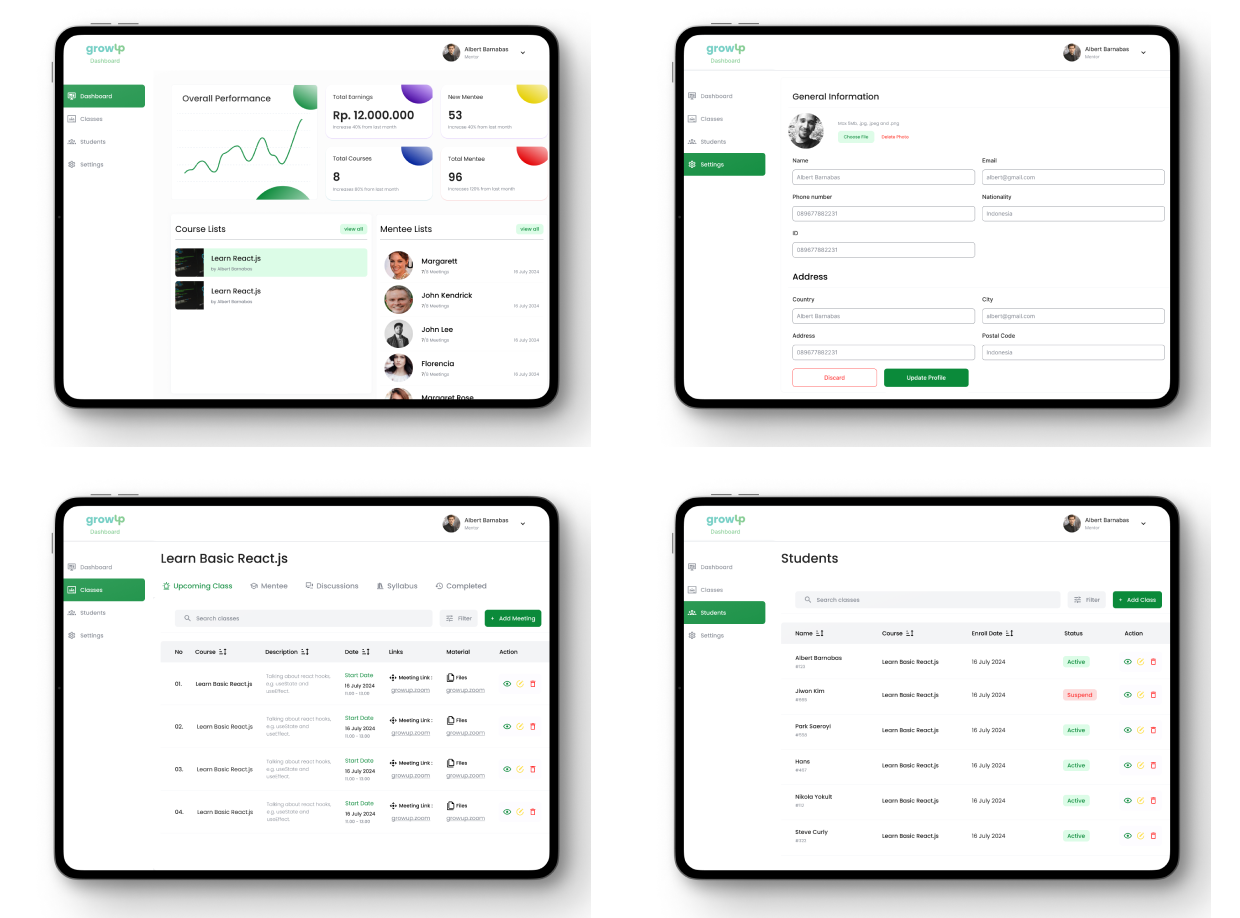 growUp
Dashboard
Albert Barnabas
Mentor
Dashboard
Classes
Students
Settings
Overall Performance
Total Earnings
Rp. 12.000.000
Increase 40% from last month
New Mentee
53
Increase 40% from last month
Total Courses
8
Increases 80% from last month
Total Mentee
96
Increases 120% from last month
Course Lists
view all
Learn React.js
by Albert Barnabas
Learn React.js
by Albert Barnabas
Mentee Lists
view all
Margarett
Meetings
16 July 2024
John Kendrick
Meetings
16 July 2024
John Lee
Meetings
16 July 2024
Florencia
Meetings
16 July 2024
Margaret Rose
growUp
Dashboard
Albert Barnabas
Mentor
Dashboard
Classes
Students
Settings
General Information
Max 5Mb, .jpg, .jpeg and .png
Choose File
Delete Photo
Name
Albert Barnabas
Email
albert@gmail.com
Phone number
089677882231
Nationality
Indonesia
ID
089677882231
Address
Country
Albert Barnabas
City
albert@gmail.com
Address
089677882231
Postal Code
Indonesia
Discard
Update Profile
growUp
Dashboard
Albert Barnabas
Mentor
Dashboard
Classes
Students
Settings
Learn Basic React.js
Upcoming Class
Mentee
Discussions
Syllabus
Completed
Search classes
Filter
+ Add Meeting
No Course Description Date Links Material Action
01.
Learn Basic React.js
Talking about react hooks,
e.g. useState and
useEffect.
Start Date
16 July 2024
11.00 - 13.00
Meeting Link :
growup.zoom
Files
growup.zoom
02.
Learn Basic React.js
Talking about react hooks,
e.g. useState and
useEffect.
Start Date
16 July 2024
11.00 - 13.00
Meeting Link :
growup.zoom
Files
growup.zoom
03.
Learn Basic React.js
Talking about react hooks,
e.g. useState and
useEffect.
Start Date
16 July 2024
11.00 - 13.00
Meeting Link :
growup.zoom
Files
growup.zoom
04.
Learn Basic React.js
Talking about react hooks,
e.g. useState and
useEffect.
Start Date
16 July 2024
11.00 - 13.00
Meeting Link :
growup.zoom
Files
growup.zoom
growUp
Dashboard
Albert Barnabas
Mentor
Dashboard
Classes
Students
Settings
Students
Search classes
Filter
+ Add Class
Name Course Enroll Date Status Action
Albert Barnabas
Learn Basic React.js
16 July 2024
Active
Jiwon Kim
Learn Basic React.js
16 July 2024
Suspend
Park Saeroyi
Learn Basic React.js
16 July 2024
Active
Hans
Learn Basic React.js
16 July 2024
Active
Nikola Yokult
Learn Basic React.js
16 July 2024
Active
Steve Curly
Learn Basic React.js
16 July 2024
Active